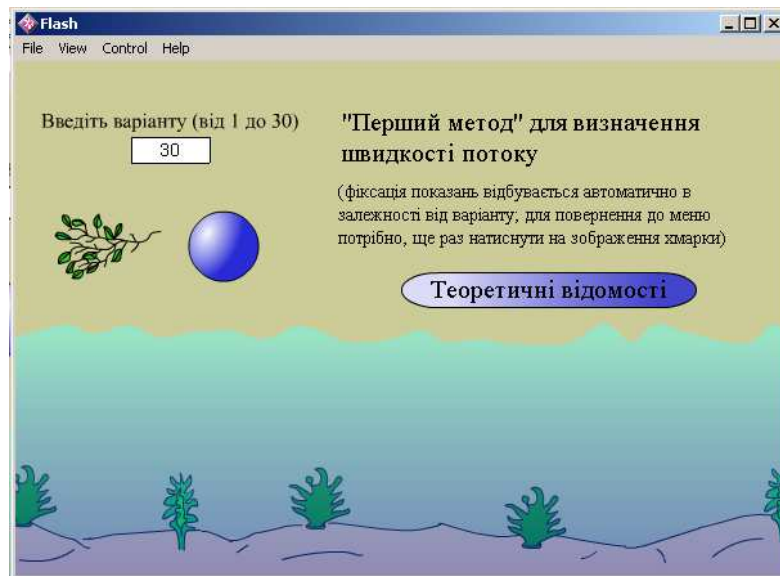 Flash
File View Control Help
Введіть варіанту (від 1 до 30)
30
"Перший метод" для визначення
швидкості потоку
(фіксація показань відбувається автоматично в
залежності від варіанту; для повернення до меню
потрібно, ще раз натиснути на зображення хмарки)
Теоретичні відомості